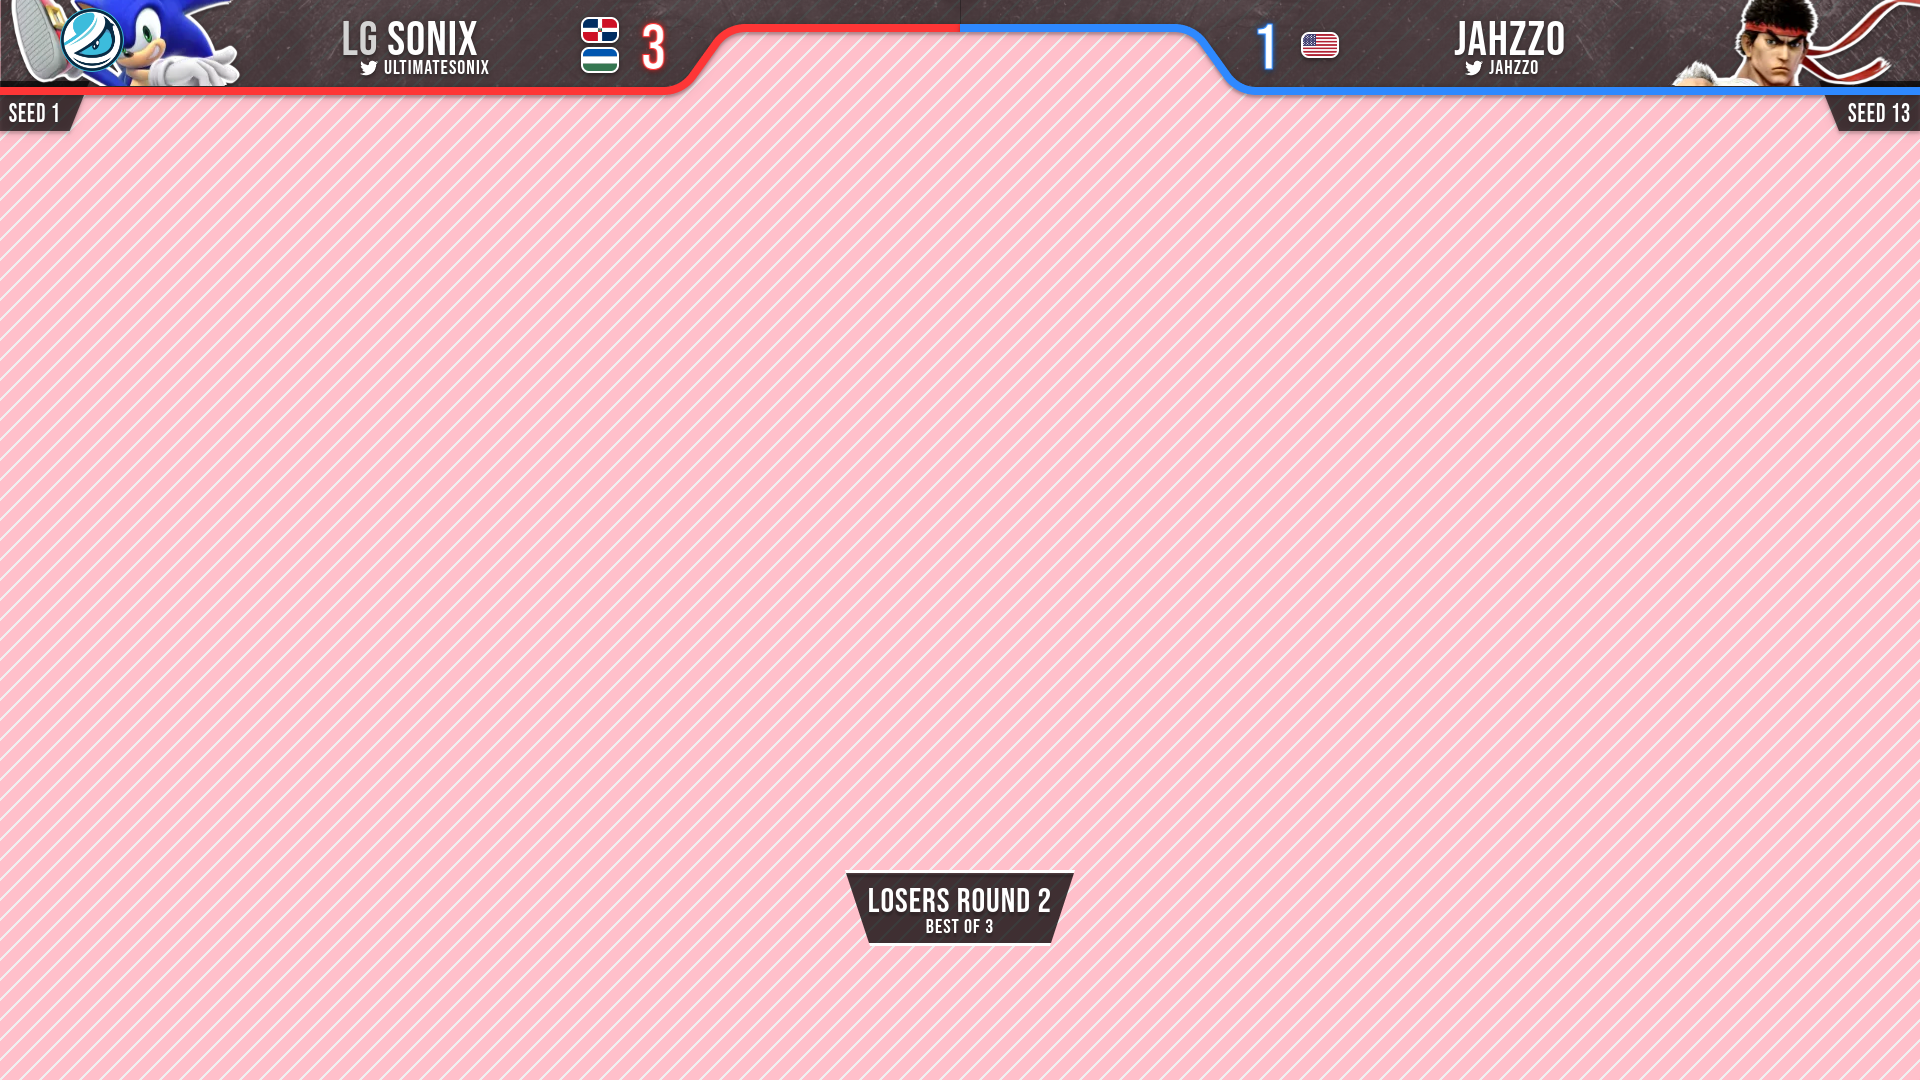 LG SONIX
ULTIMATESONIX
3
1
JAHZZO
JAHZZO
SEED 1
SEED 13
LOSERS ROUND 2
BEST OF 3